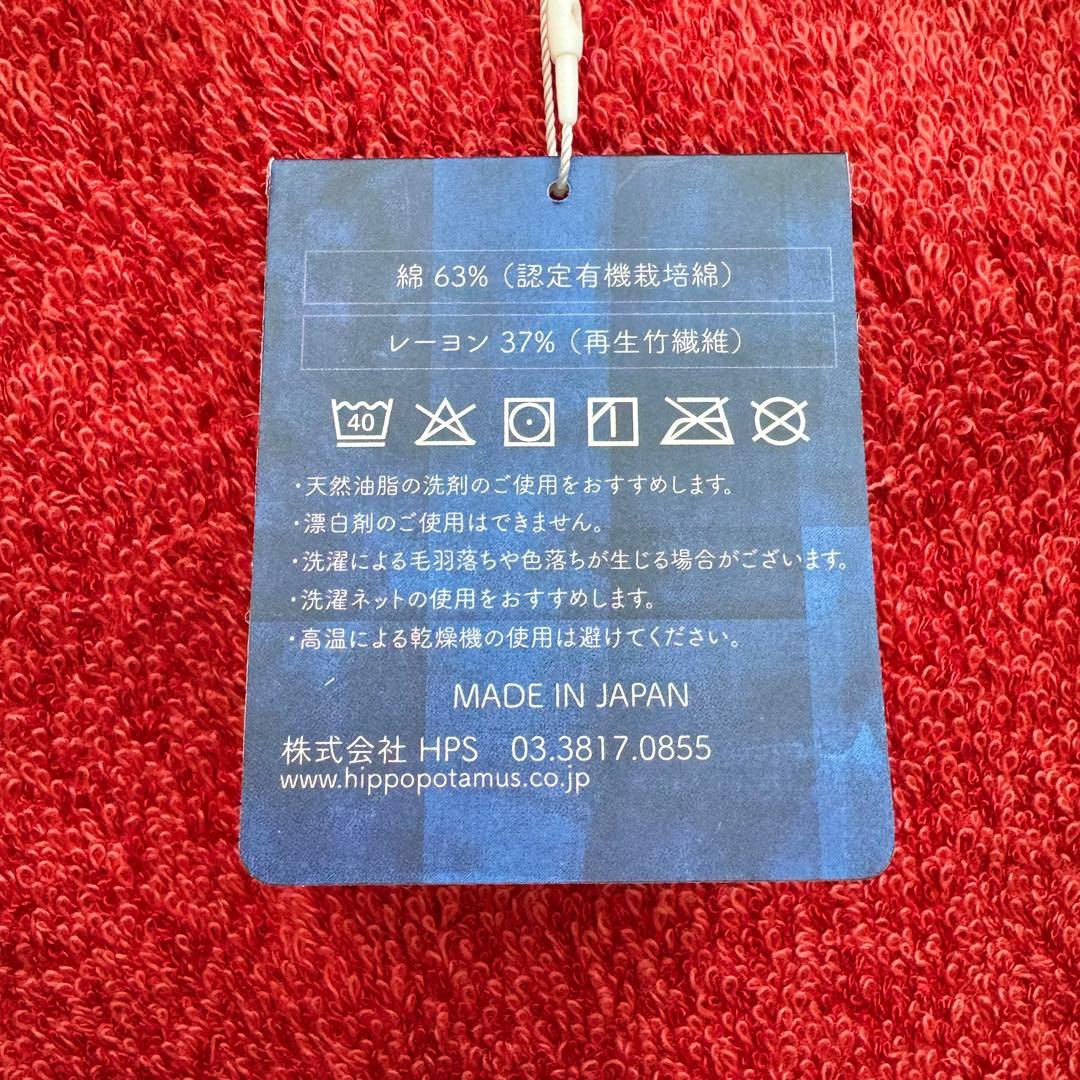 綿 63%（認定有機栽培綿）
レーヨン 37%（再生竹繊維）
40
・天然油脂の洗剤のご使用をおすすめします。
・漂白剤のご使用はできません。
・洗濯による毛羽落ちや色落ちが生じる場合がございます。
・洗濯ネットの使用をおすすめします。
・高温による乾燥機の使用は避けてください。
MADE IN JAPAN
株式会社 HPS　03.3817.0855
www.hippopotamus.co.jp